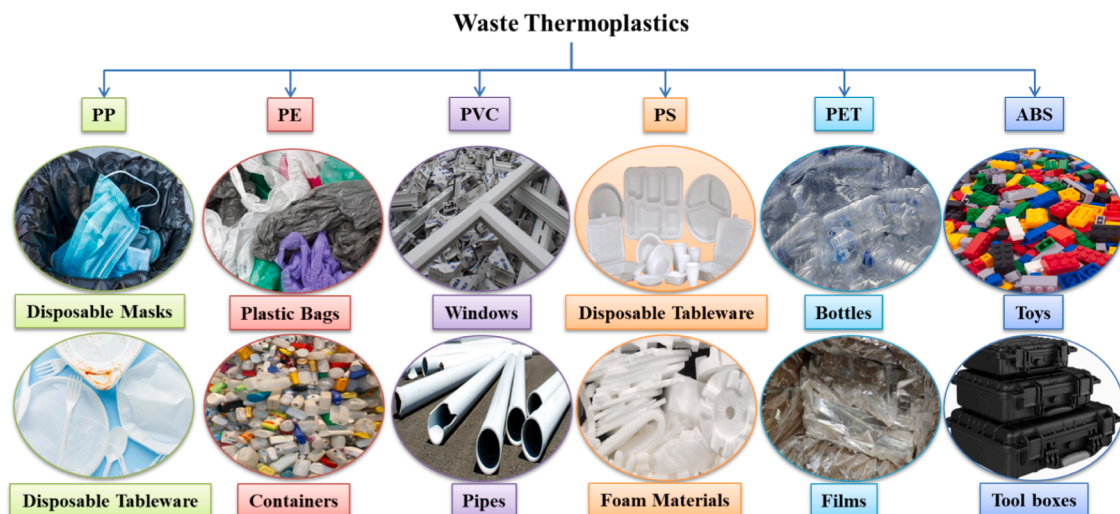 Waste Thermoplastics
PP PE PVC PS PET ABS
Disposable Masks Plastic Bags Windows Disposable Tableware Bottles Toys
Disposable Tableware Containers Pipes Foam Materials Films Tool boxes